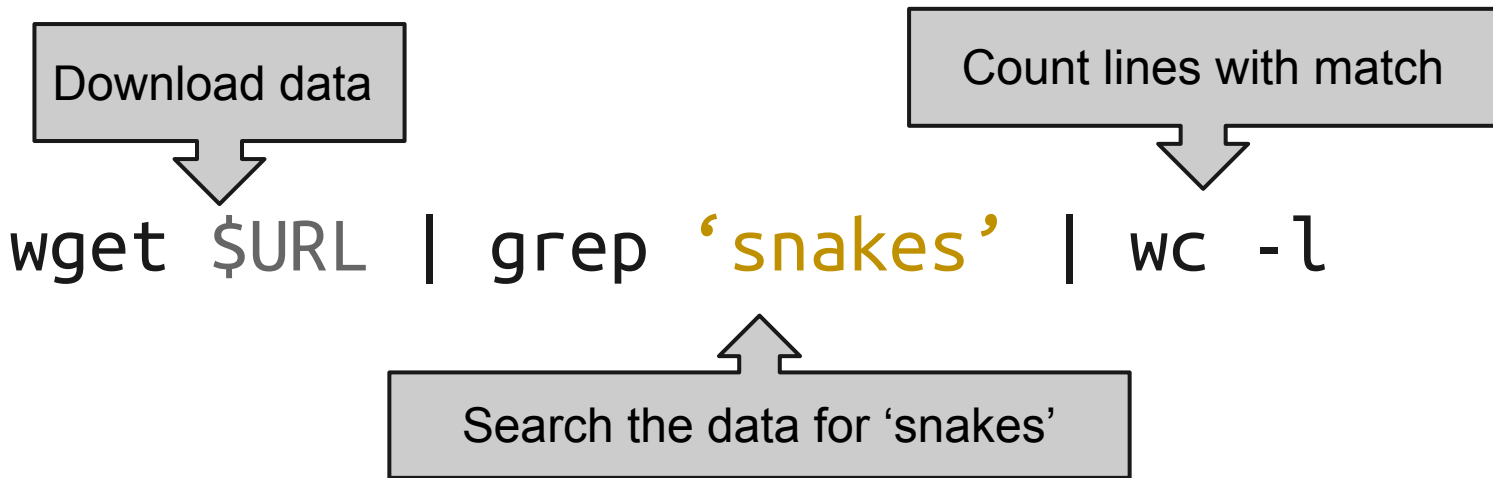 Download data
Count lines with match
wget $URL | grep ‘snakes’ | wc -l
Search the data for ‘snakes’